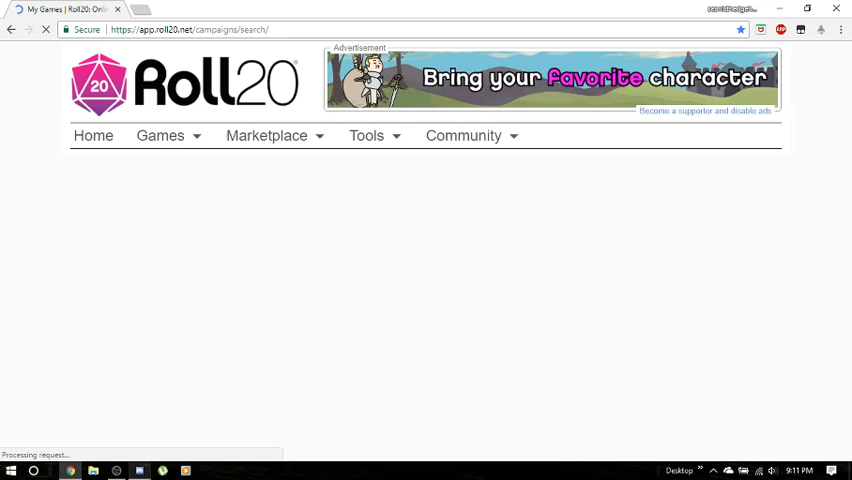 My Games | Roll20: Onli
Secure
https://app.roll20.net/campaigns/search/
Advertisement
20
Roll20
Bring your favorite character
Become a supporter and disable ads
Home
Games
Marketplace
Tools
Community
Processing request...
Desktop
9:11 PM